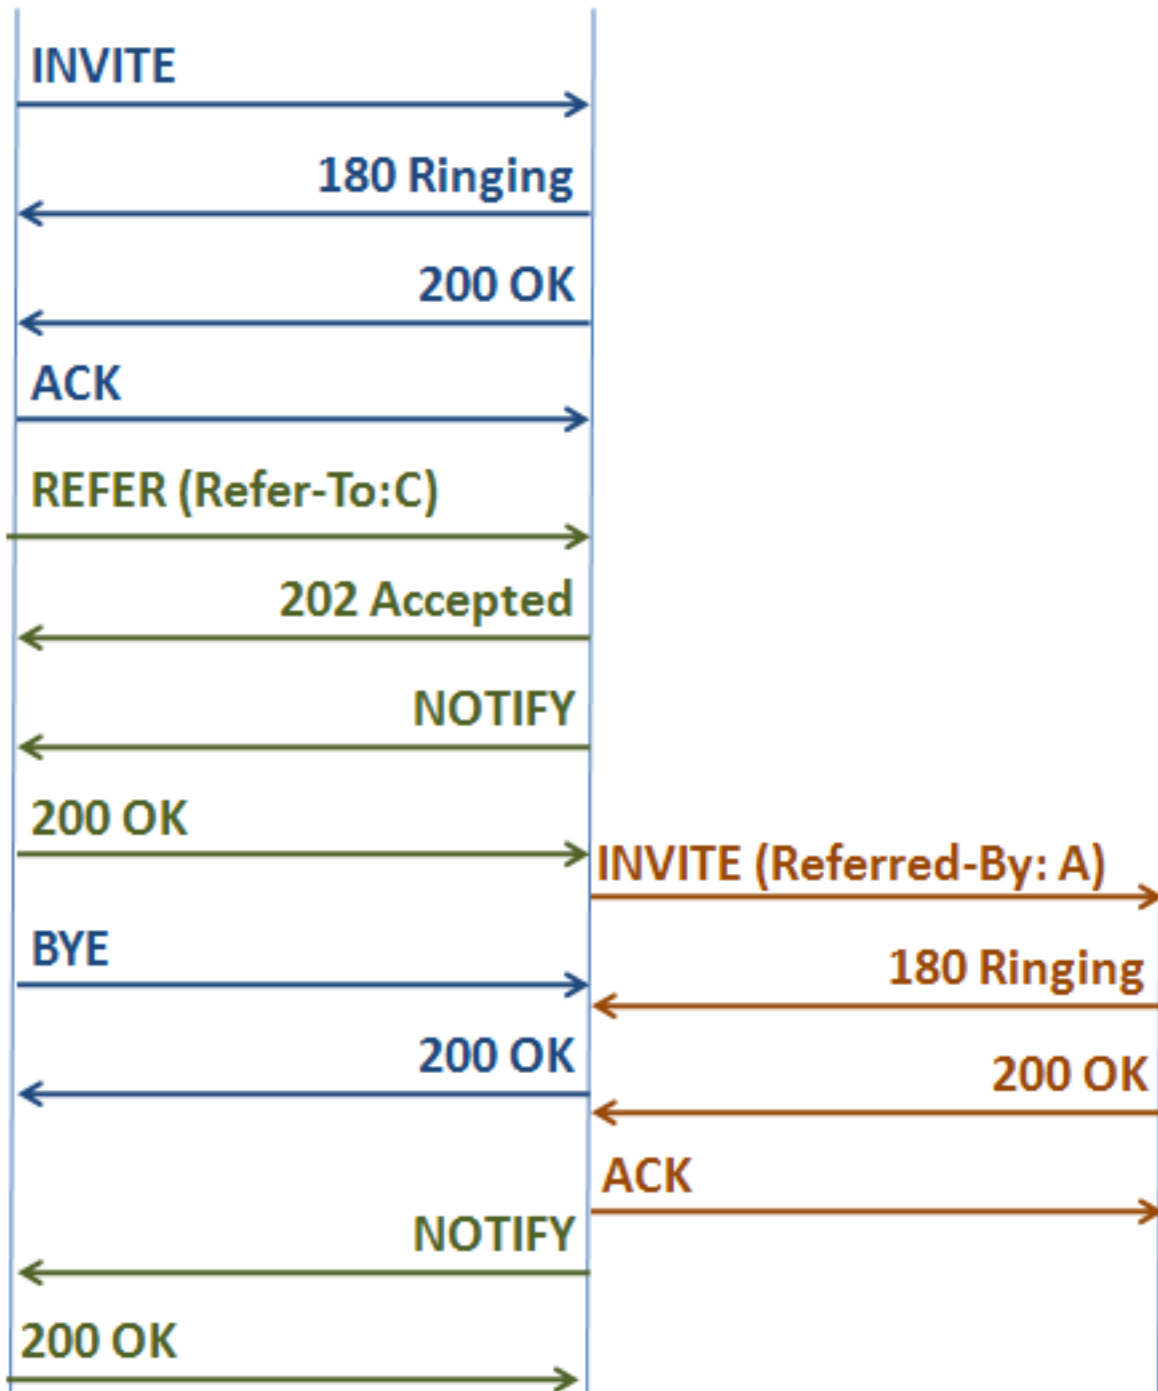 INVITE
180 Ringing
200 OK
ACK
REFER (Refer-To:C)
202 Accepted
NOTIFY
200 OK
INVITE (Referred-By: A)
BYE
180 Ringing
200 OK
200 OK
ACK
NOTIFY
200 OK